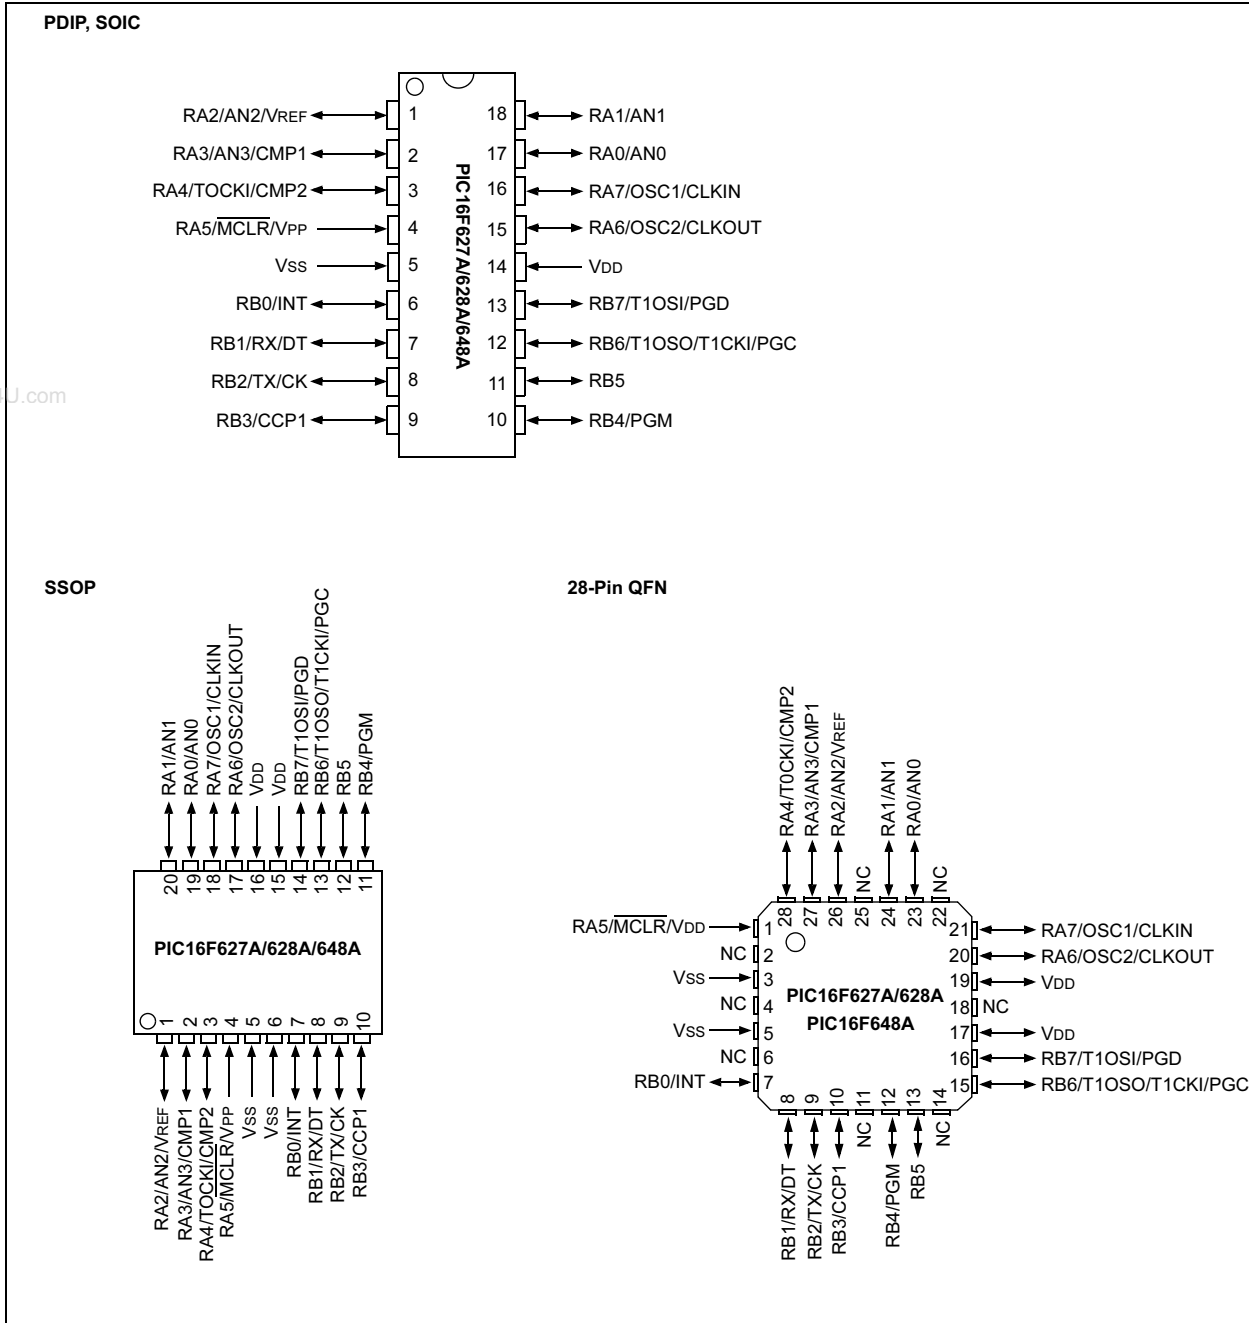 PDIP, SOIC
RA2/AN2/VREF 1 18 RA1/AN1
RA3/AN3/CMP1 2 17 RA0/AN0
RA4/TOCKI/CMP2 3 16 RA7/OSC1/CLKIN
RA5/MCLR/VPP 4 15 RA6/OSC2/CLKOUT
VSS 5 14 VDD
RB0/INT 6 13 RB7/T1OSI/PGD
RB1/RX/DT 7 12 RB6/T1OSO/T1CKI/PGC
RB2/TX/CK 8 11 RB5
RB3/CCP1 9 10 RB4/PGM
PIC16F627A/628A/648A
U.com
SSOP
RA1/AN1
RA0/AN0
RA7/OSC1/CLKIN
RA6/OSC2/CLKOUT
VDD
VDD
RB7/T1OSI/PGD
RB6/T1OSO/T1CKI/PGC
RB5
RB4/PGM
20 19 18 17 16 15 14 13 12 11
PIC16F627A/628A/648A
1 2 3 4 5 6 7 8 9 10
RA2/AN2/VREF
RA3/AN3/CMP1
RA4/TOCKI/CMP2
RA5/MCLR/VPP
VSS
VSS
RB0/INT
RB1/RX/DT
RB2/TX/CK
RB3/CCP1
28-Pin QFN
RA4/T0CKI/CMP2
RA3/AN3/CMP1
RA2/AN2/VREF
NC
RA1/AN1
RA0/AN0
NC
28 27 26 25 24 23 22
RA5/MCLR/VDD 1 21 RA7/OSC1/CLKIN
NC 2 20 RA6/OSC2/CLKOUT
VSS 3 19 VDD
NC 4 18 NC
VSS 5 17 VDD
NC 6 16 RB7/T1OSI/PGD
RB0/INT 7 15 RB6/T1OSO/T1CKI/PGC
PIC16F627A/628A
PIC16F648A
8 9 10 11 12 13 14
RB1/RX/DT
RB2/TX/CK
RB3/CCP1
NC
RB4/PGM
RB5
NC